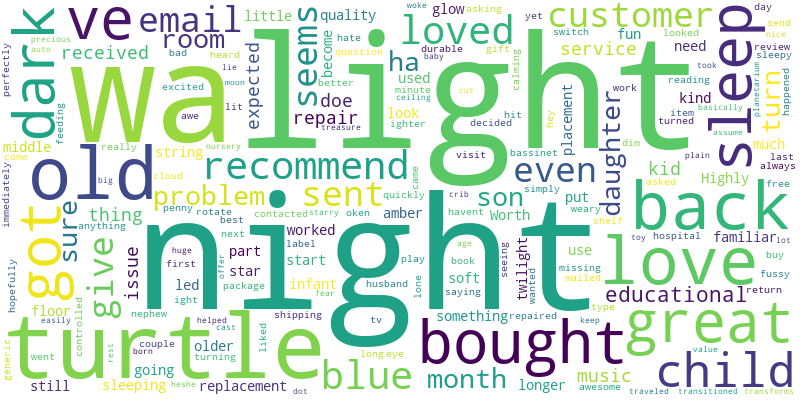 light
night
wa
turtle
old
love
back
bought
sleep
great
child
dark
got
blue
ve
loved
customer
recommend
sent
even
email
room
seems
ha
give
turn
month
problem
daughter
son
educational
sure
thing
issue
received
little
quality
become
glow
service
fun
need
kind
kid
much
familiar
Highly
placement
repair
doe
expected
excited
middle
string
look
used
music
longer
something
soft
twilight
infant
amber
led
part
star
start
floor
going
still
older
sleeping
replacement
worked
Worth
put
use
hospital
last
always
free
buy
fussy
return
value
lot
toy
shelf
asked
weary
simply
bassinet
crib
havent
quickly
came
lone
play
book
saying
seeing
age
wanted
missing
mailed
type
repaired
keep
awesome
traveled
transitioned
transforms
long
eye
tv
husband
fear
shipping
offer
package
label
contacted
starry
oken
best
next
rotate
penny
anything
cloud
really
nursery
big
huge
first
ight
nephew
liked
helped
cast
turning
couple
born
rest
heshe
dot
controlled
easily
went
generic
hopefully
come
immediately
feeding
perfectly
precious
auto
woke
hate
question
moon
lie
bad
heard
lit
awe
treasure
ceiling
minute
better
baby
durable
asking
gift
cut
ighter
decided
visit
hit
hey
calming
switch
yet
looked
day
send
nice
review
sleepy
took
reading
work
item
turned
happened
planetarium
basically
assume
plain
dim